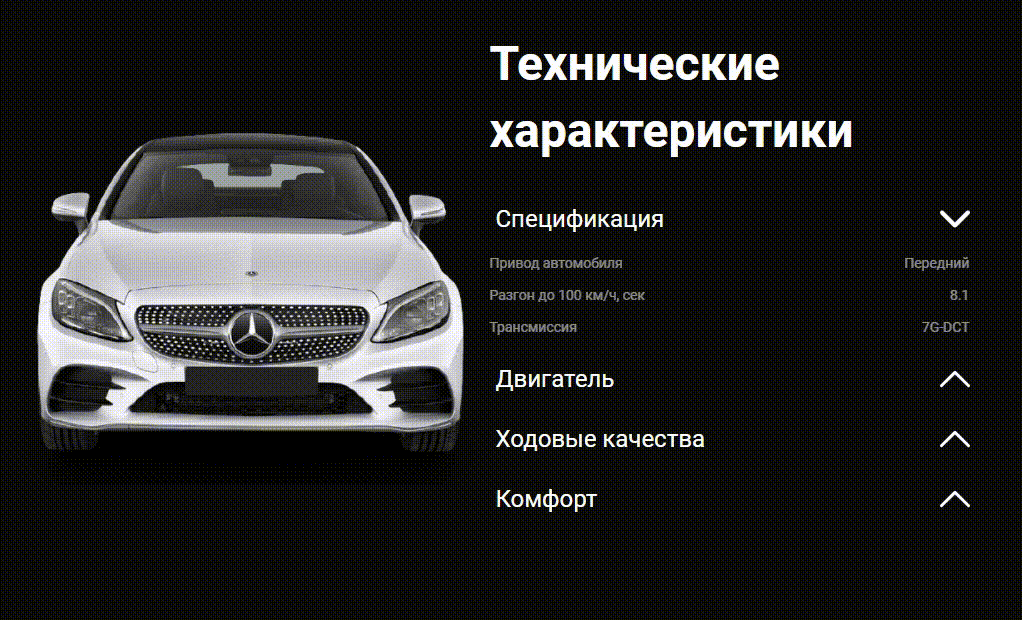 Технические
характеристики
Спецификация
Привод автомобиля Передний
Разгон до 100 км/ч, сек 8.1
Трансмиссия 7G-DCT
Двигатель
Ходовые качества
Комфорт